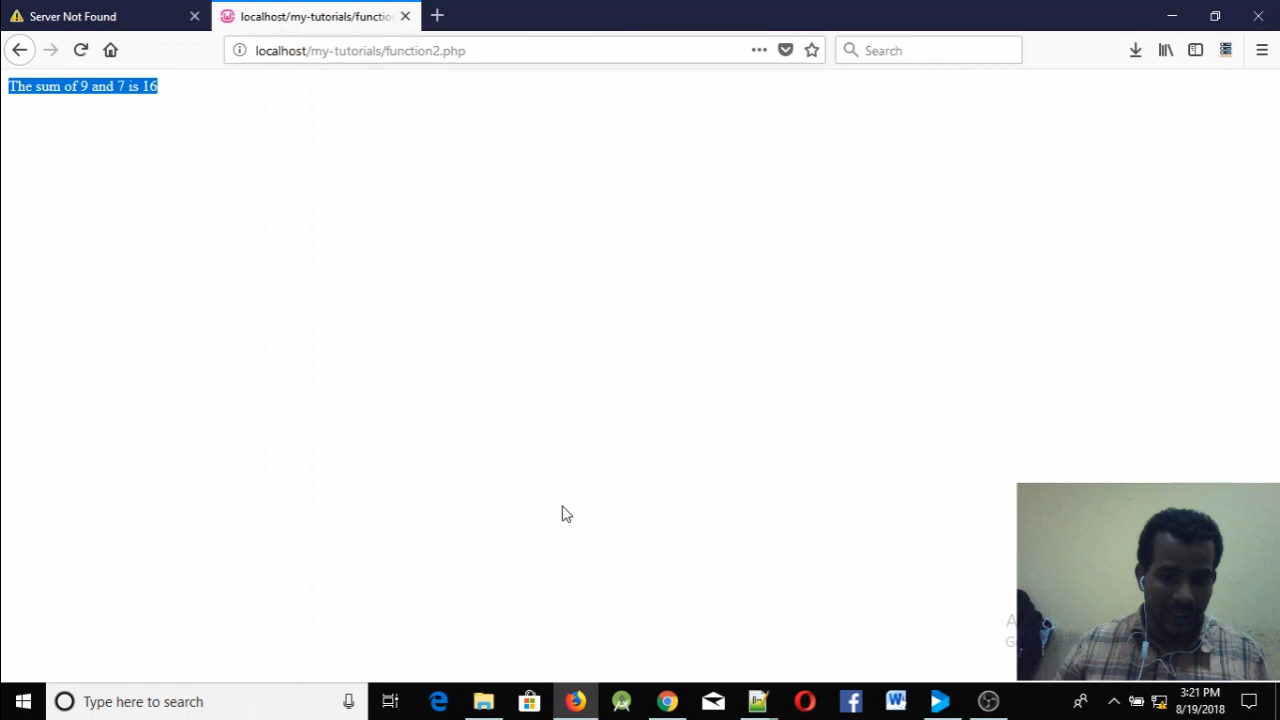 Server Not Found
localhost/my-tutorials/function
localhost/my-tutorials/function2.php
Search
The sum of 9 and 7 is 16
Type here to search
3:21 PM
8/19/2018